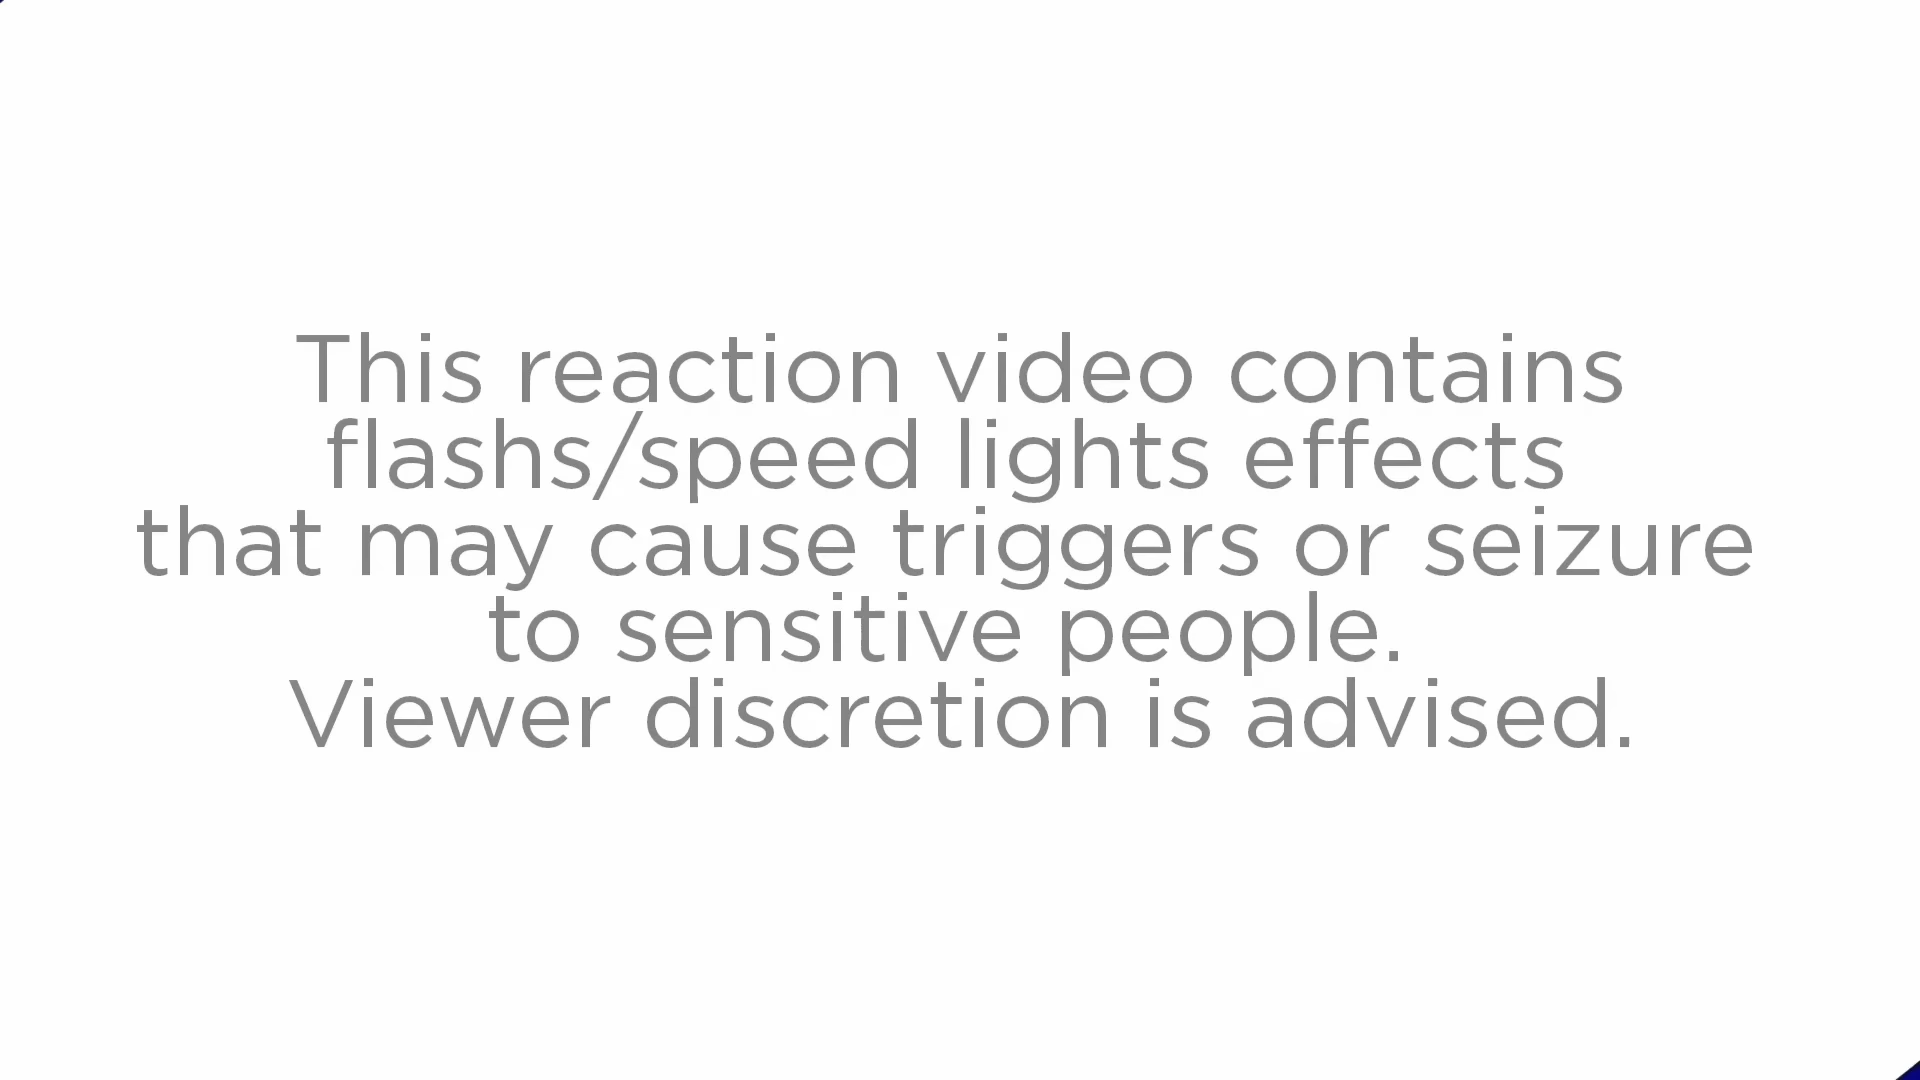 This reaction video contains
flashs/speed lights effects
that may cause triggers or seizure
to sensitive people.
Viewer discretion is advised.